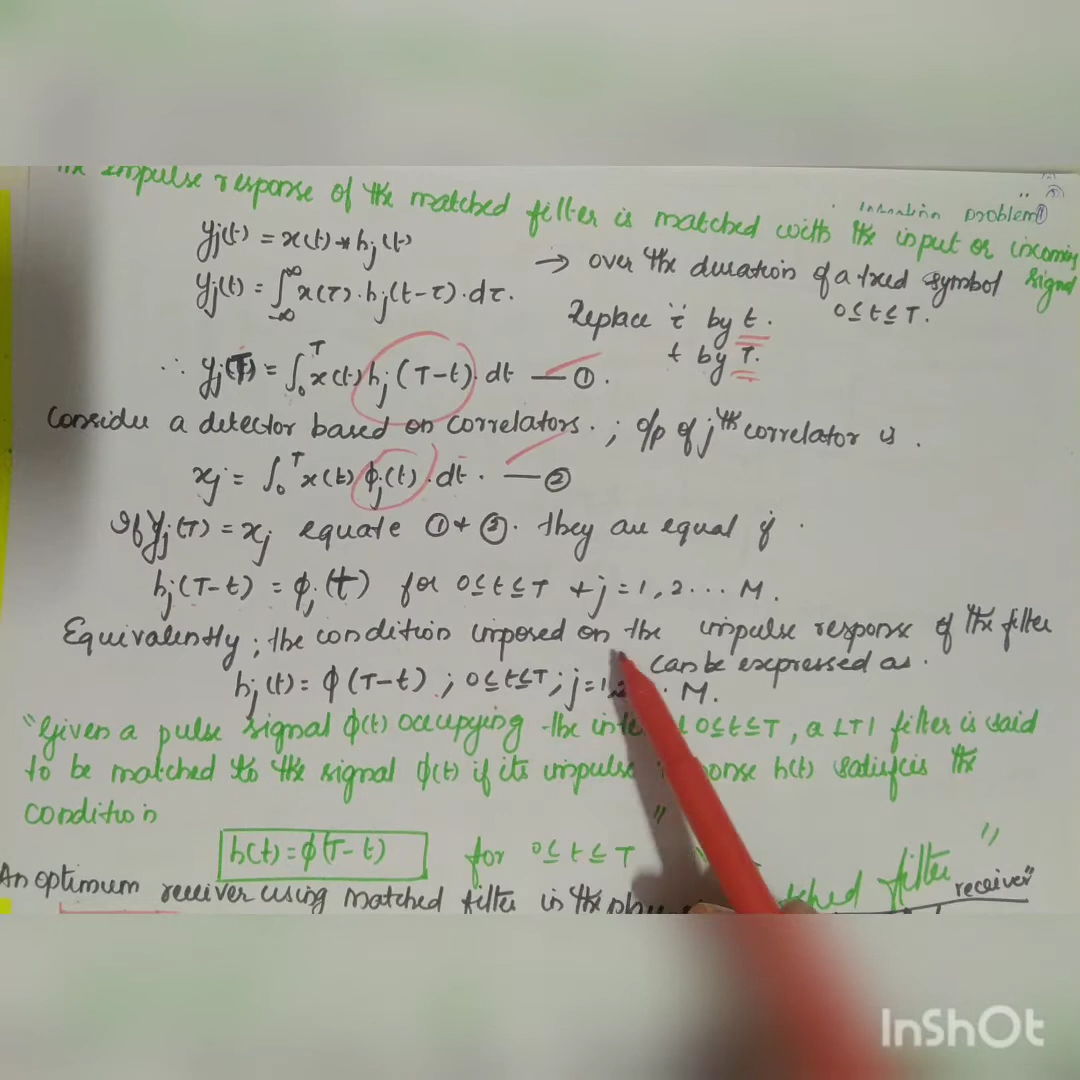 impulse response of the matched filter is matched with the input or incoming signal
problem ①
yj(t) = x(t) * hj(t)
→ over the duration of a fxed symbol
0≤t≤T.
yj(t) = ∫_-∞^∞ x(τ).hj(t-τ).dτ.
Replace τ by t.
t by T.
∴ yj(T) = ∫₀^T x(t) hj(T-t).dt —①.
Consider a detector based on correlators. ; o/p of jth correlator is.
xj = ∫₀^T x(t) ϕj(t).dt. —②
If yj(T) = xj equate ① + ②. They are equal if.
hj(T-t) = ϕj(t) for 0≤t≤T + j = 1,2... M.
Equivalently; the condition imposed on the impulse response of the filter
can be expressed as.
hj(t) = ϕ(T-t) ; 0≤t≤T; j=1,2.. M.
"Given a pulse signal ϕ(t) occupying the 0≤t≤T, a LTI filter is said
to be matched to the signal ϕ(t) if its impulse h(t) satisfies the
condition "
h(t) = ϕ(T-t) for 0≤t≤T
filter "
An optimum receiver using matched filter in the receiver"
InShOt